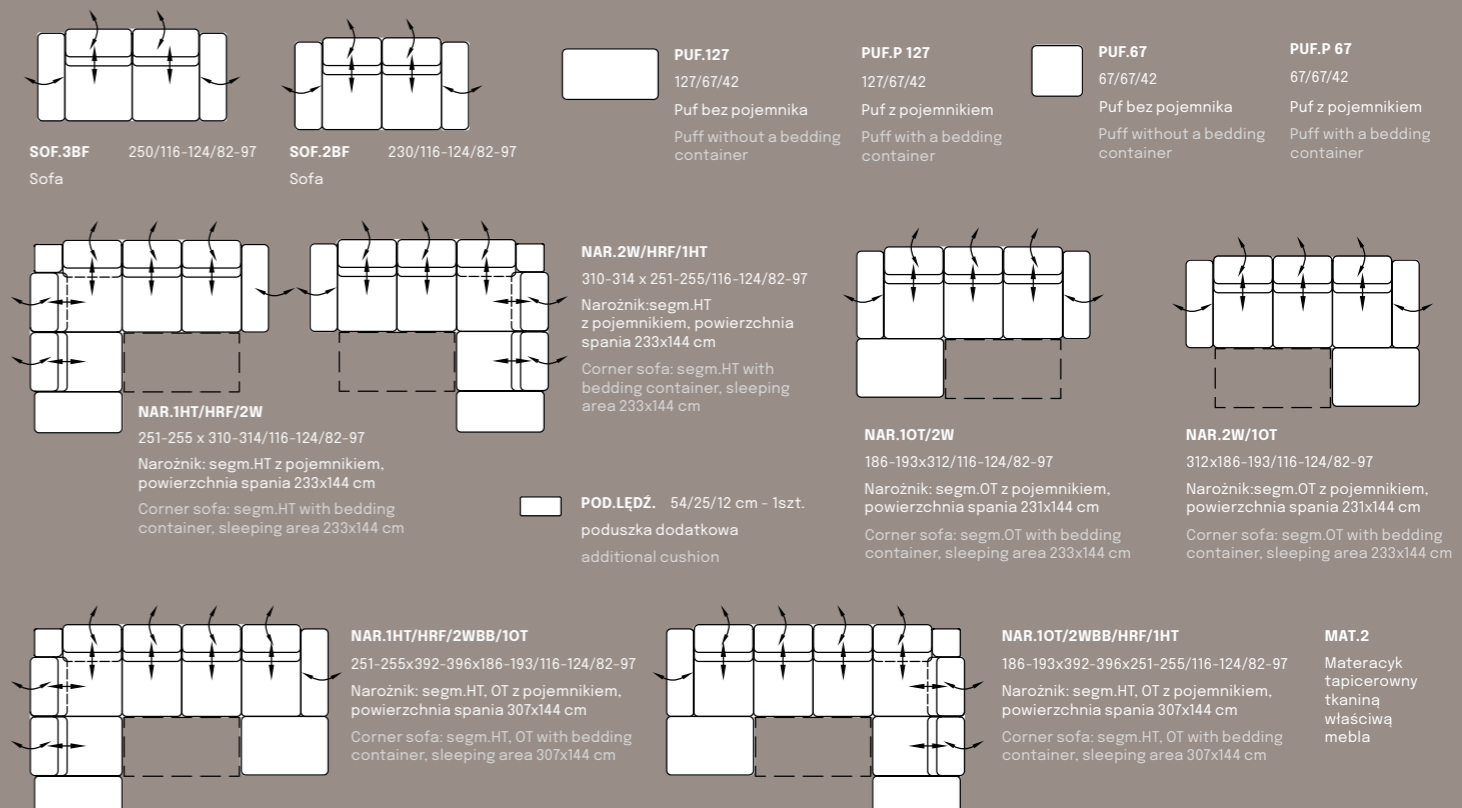 SOF.3BF 250/116-124/82-97
Sofa
SOF.2BF 230/116-124/82-97
Sofa
PUF.127
127/67/42
Puf bez pojemnika
Puff without a bedding
container
PUF.P 127
127/67/42
Puf z pojemnikiem
Puff with a bedding
container
PUF.67
67/67/42
Puf bez pojemnika
Puff without a bedding
container
PUF.P 67
67/67/42
Puf z pojemnikiem
Puff with a bedding
container
NAR.1HT/HRF/2W
251-255 x 310-314/116-124/82-97
Narożnik: segm.HT z pojemnikiem,
powierzchnia spania 233x144 cm
Corner sofa: segm.HT with bedding
container, sleeping area 233x144 cm
NAR.2W/HRF/1HT
310-314 x 251-255/116-124/82-97
Narożnik:segm.HT
z pojemnikiem, powierzchnia
spania 233x144 cm
Corner sofa: segm.HT with
bedding container, sleeping
area 233x144 cm
POD.LĘDŹ. 54/25/12 cm - 1szt.
poduszka dodatkowa
additional cushion
NAR.1OT/2W
186-193x312/116-124/82-97
Narożnik: segm.OT z pojemnikiem,
powierzchnia spania 231x144 cm
Corner sofa: segm.OT with bedding
container, sleeping area 233x144 cm
NAR.2W/1OT
312x186-193/116-124/82-97
Narożnik:segm.OT z pojemnikiem,
powierzchnia spania 231x144 cm
Corner sofa: segm.OT with bedding
container, sleeping area 233x144 cm
NAR.1HT/HRF/2WBB/1OT
251-255x392-396x186-193/116-124/82-97
Narożnik: segm.HT, OT z pojemnikiem,
powierzchnia spania 307x144 cm
Corner sofa: segm.HT, OT with bedding
container, sleeping area 307x144 cm
NAR.1OT/2WBB/HRF/1HT
186-193x392-396x251-255/116-124/82-97
Narożnik: segm.HT, OT z pojemnikiem,
powierzchnia spania 307x144 cm
Corner sofa: segm.HT, OT with bedding
container, sleeping area 307x144 cm
MAT.2
Materacyk
tapicerowny
tkaniną
właściwą
mebla